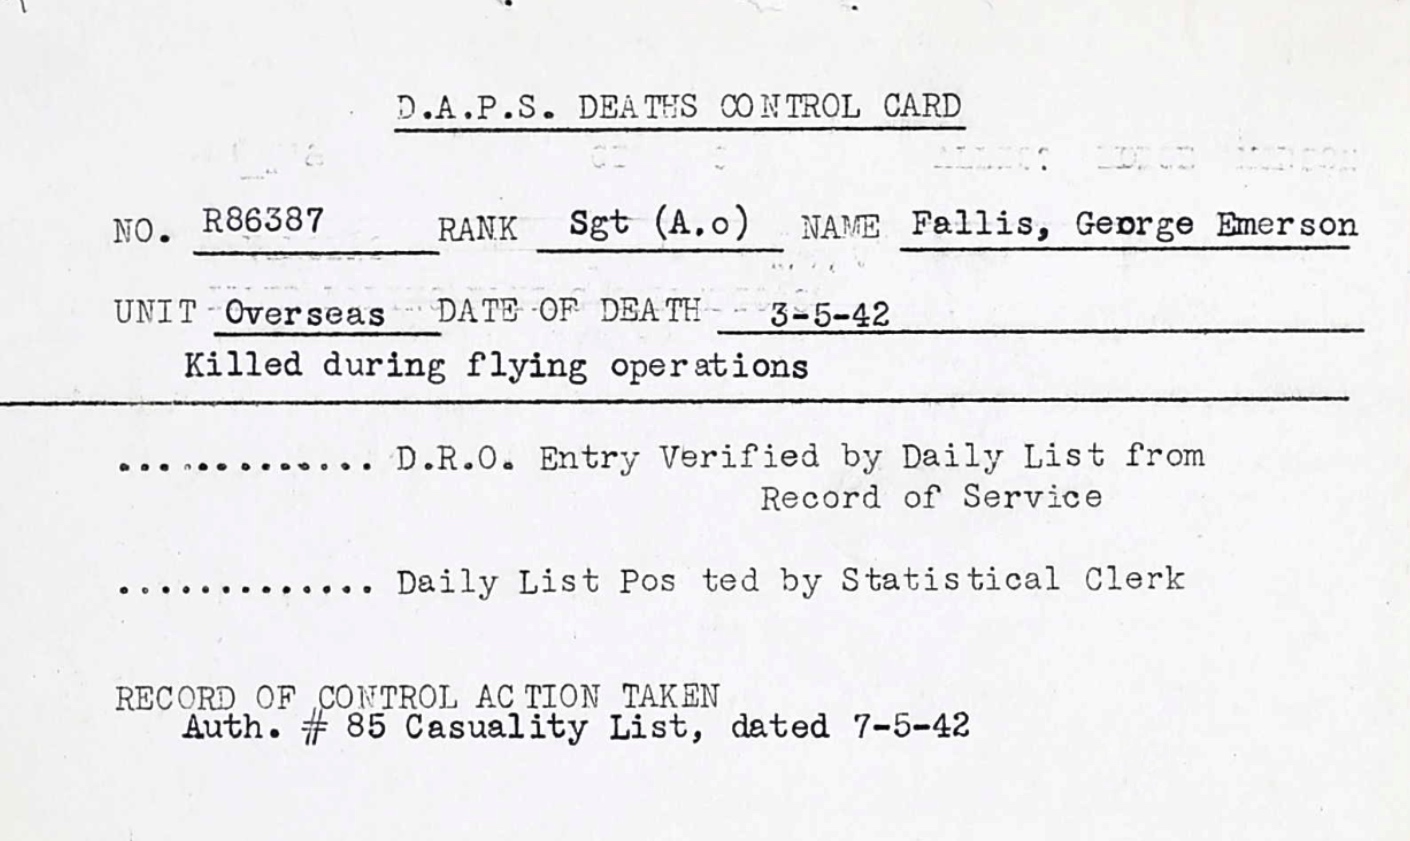 D.A.P.S. DEATHS CONTROL CARD
NO. R86387 RANK Sgt (A.o) NAME Fallis, George Emerson
UNIT Overseas DATE OF DEATH 3-5-42
Killed during flying operations
............. D.R.O. Entry Verified by Daily List from
Record of Service
............. Daily List Pos ted by Statistical Clerk
RECORD OF CONTROL ACTION TAKEN
Auth. # 85 Casuality List, dated 7-5-42